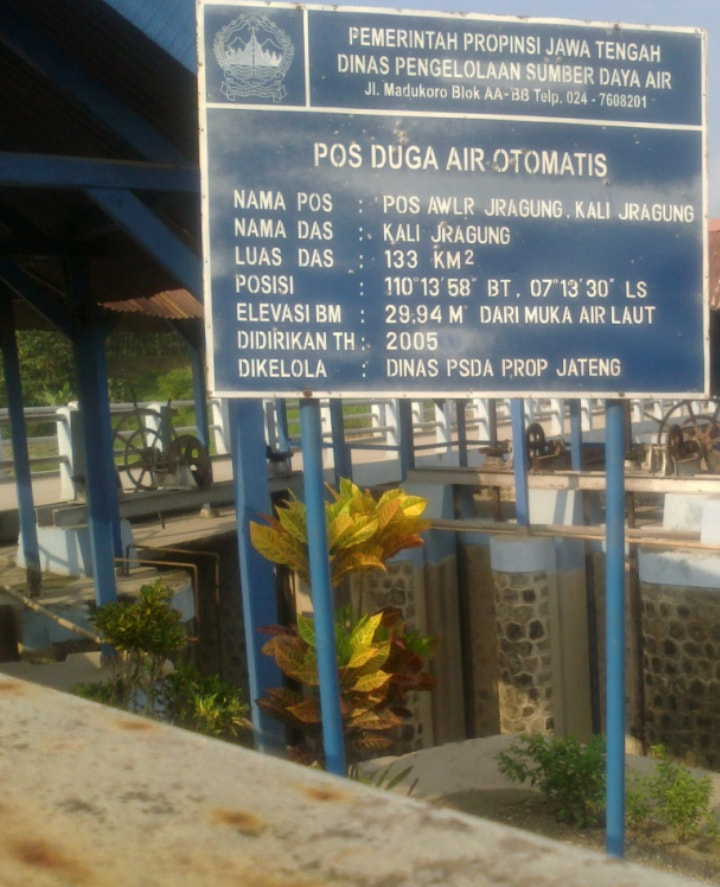 PEMERINTAH PROPINSI JAWA TENGAH
DINAS PENGELOLAAN SUMBER DAYA AIR
Jl. Madukoro Blok AA-BB Telp. 024 - 7608201
POS DUGA AIR OTOMATIS
NAMA POS : POS AWLR JRAGUNG, KALI JRAGUNG
NAMA DAS : KALI JRAGUNG
LUAS DAS : 133 KM2
POSISI : 110°13'58" BT, 07°13'30" LS
ELEVASI BM : 29,94 M DARI MUKA AIR LAUT
DIDIRIKAN TH : 2005
DIKELOLA : DINAS PSDA PROP JATENG